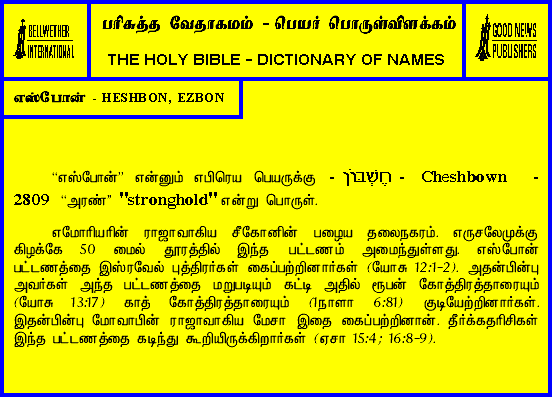 BELLWETHER
INTERNATIONAL
பரிசுத்த வேதாகமம் - பெயர் பொருள்விளக்கம்
THE HOLY BIBLE - DICTIONARY OF NAMES
GOOD NEWS
PUBLISHERS
எஸ்போன் - HESHBON, EZBON
“எஸ்போன்” என்னும் எபிரெய பெயருக்கு - חֶשְׁבּוֹן - Cheshbown -
2809 “அரண்” "stronghold" என்று பொருள்.
எமோரியரின் ராஜாவாகிய சீகோனின் பழைய தலைநகரம். எருசலேமுக்கு
கிழக்கே 50 மைல் தூரத்தில் இந்த பட்டணம் அமைந்துள்ளது. எஸ்போன்
பட்டணத்தை இஸ்ரவேல் புத்திரர்கள் கைப்பற்றினார்கள் (யோசு 12:1-2). அதன்பின்பு
அவர்கள் அந்த பட்டணத்தை மறுபடியும் கட்டி அதில் ரூபன் கோத்திரத்தாரையும்
(யோசு 13:17) காத் கோத்திரத்தாரையும் (1நாளா 6:81) குடியேற்றினார்கள்.
இதன்பின்பு மோவாபின் ராஜாவாகிய மேசா இதை கைப்பற்றினான். தீர்க்கதரிசிகள்
இந்த பட்டணத்தை கடிந்து கூறியிருக்கிறார்கள் (ஏசா 15:4; 16:8-9).